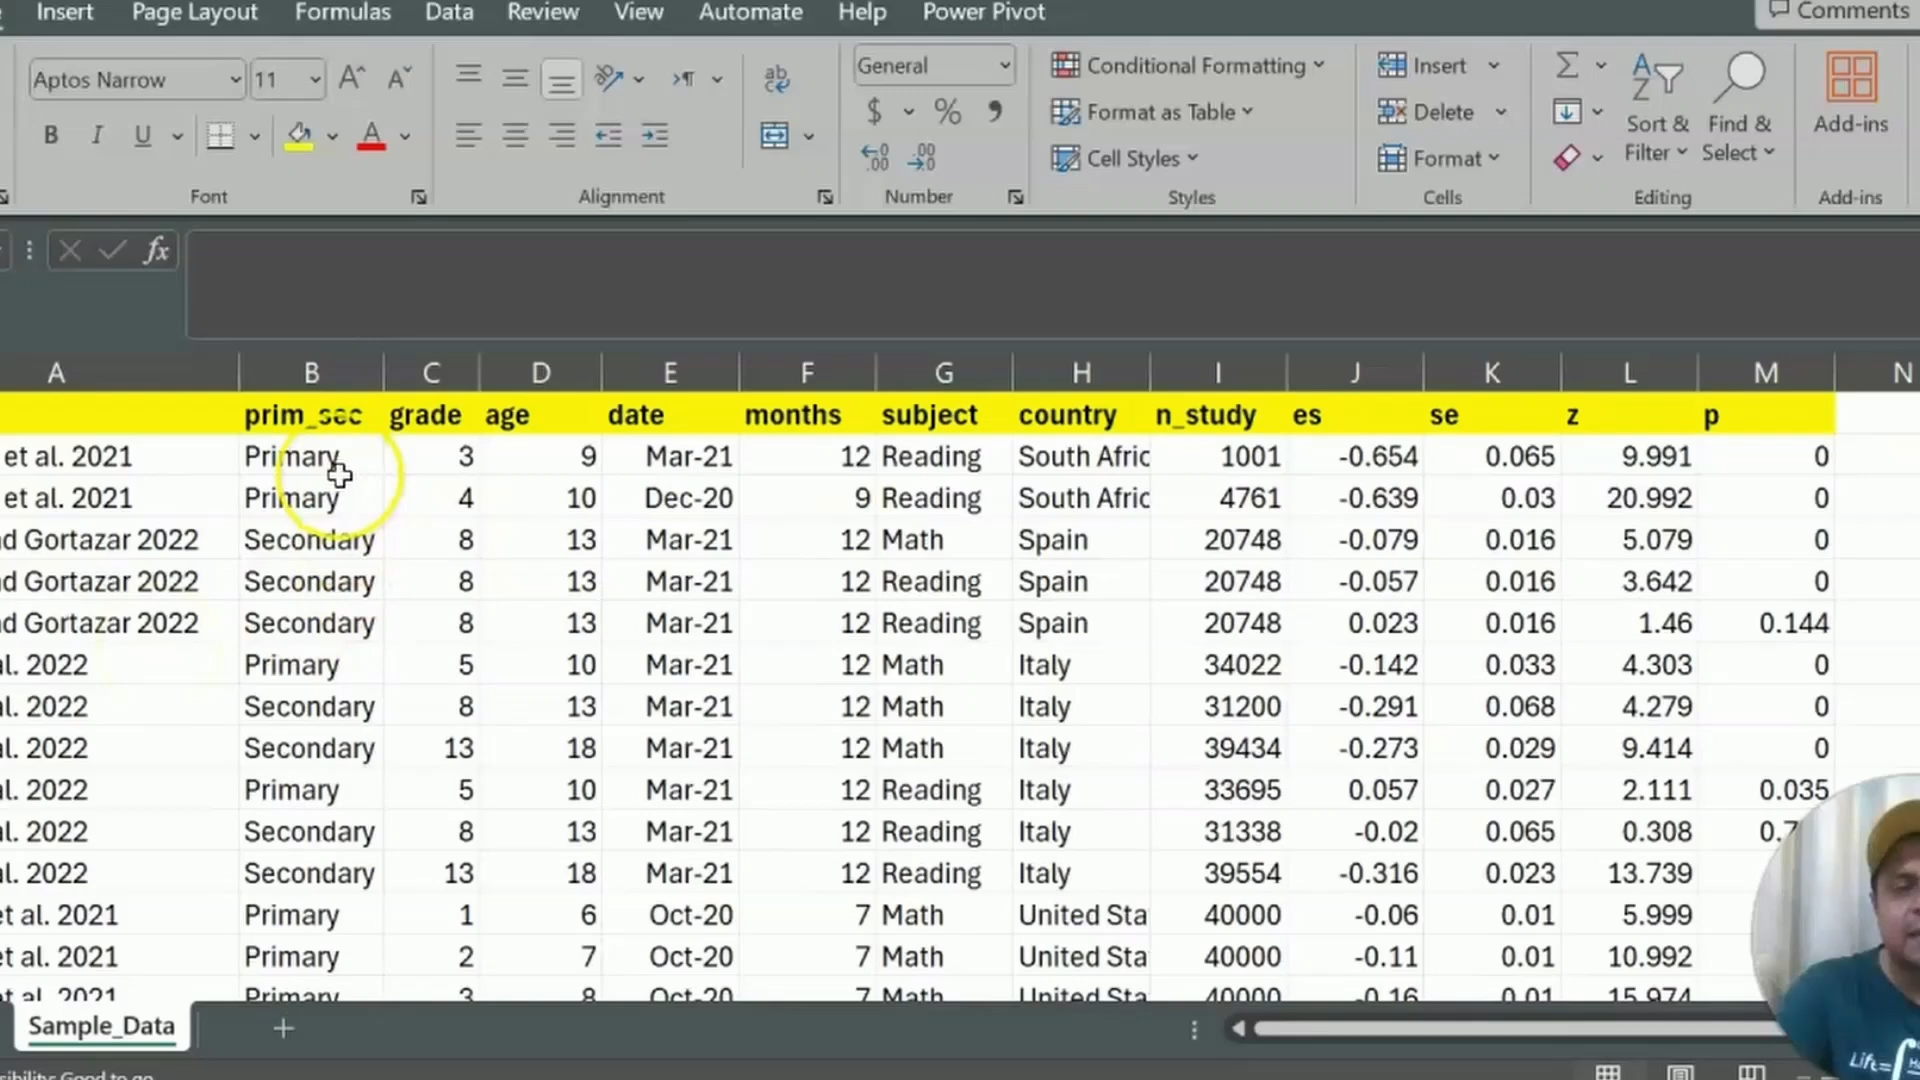 Insert Page Layout Formulas Data Review View Automate Help Power Pivot Comments
Aptos Narrow 11 General Conditional Formatting Insert
$ % Format as Table Delete Sort & Find & Add-ins
B I U A Cell Styles Format Filter Select
Font Alignment Number Styles Cells Editing Add-ins
fx
A B C D E F G H I J K L M N
prim_sec grade age date months subject country n_study es se z p
et al. 2021 Primary 3 9 Mar-21 12 Reading South Afric 1001 -0.654 0.065 9.991 0
et al. 2021 Primary 4 10 Dec-20 9 Reading South Afric 4761 -0.639 0.03 20.992 0
d Gortazar 2022 Secondary 8 13 Mar-21 12 Math Spain 20748 -0.079 0.016 5.079 0
d Gortazar 2022 Secondary 8 13 Mar-21 12 Reading Spain 20748 -0.057 0.016 3.642 0
d Gortazar 2022 Secondary 8 13 Mar-21 12 Reading Spain 20748 0.023 0.016 1.46 0.144
al. 2022 Primary 5 10 Mar-21 12 Math Italy 34022 -0.142 0.033 4.303 0
al. 2022 Secondary 8 13 Mar-21 12 Math Italy 31200 -0.291 0.068 4.279 0
al. 2022 Secondary 13 18 Mar-21 12 Math Italy 39434 -0.273 0.029 9.414 0
al. 2022 Primary 5 10 Mar-21 12 Reading Italy 33695 0.057 0.027 2.111 0.035
al. 2022 Secondary 8 13 Mar-21 12 Reading Italy 31338 -0.02 0.065 0.308
al. 2022 Secondary 13 18 Mar-21 12 Reading Italy 39554 -0.316 0.023 13.739
et al. 2021 Primary 1 6 Oct-20 7 Math United Sta 40000 -0.06 0.01 5.999
et al. 2021 Primary 2 7 Oct-20 7 Math United Sta 40000 -0.11 0.01 10.992
et al. 2021 Primary 3 8 Oct-20 7 Math United Sta 40000 -0.16 0.01 15.974
Sample_Data
Good to go
Life=